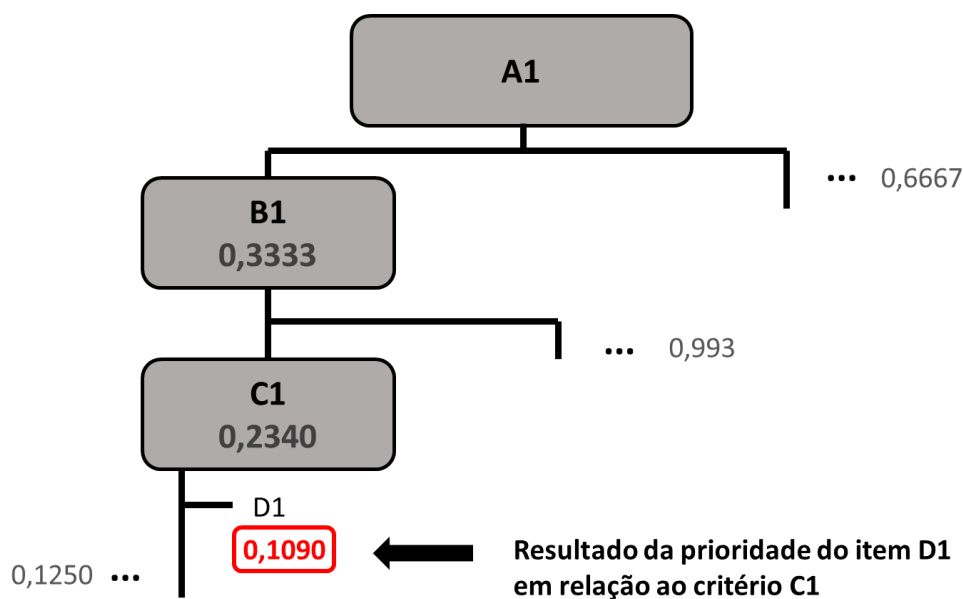 A1
... 0,6667
B1
0,3333
... 0,993
C1
0,2340
D1
0,1090
Resultado da prioridade do item D1
em relação ao critério C1
0,1250 ...